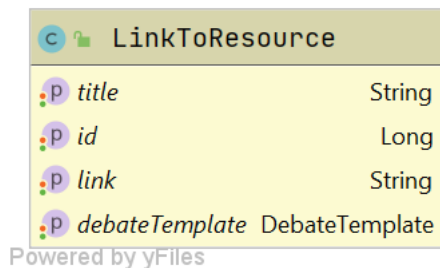 C LinkToResource
p title String
p id Long
p link String
p debateTemplate DebateTemplate
Powered by yFiles